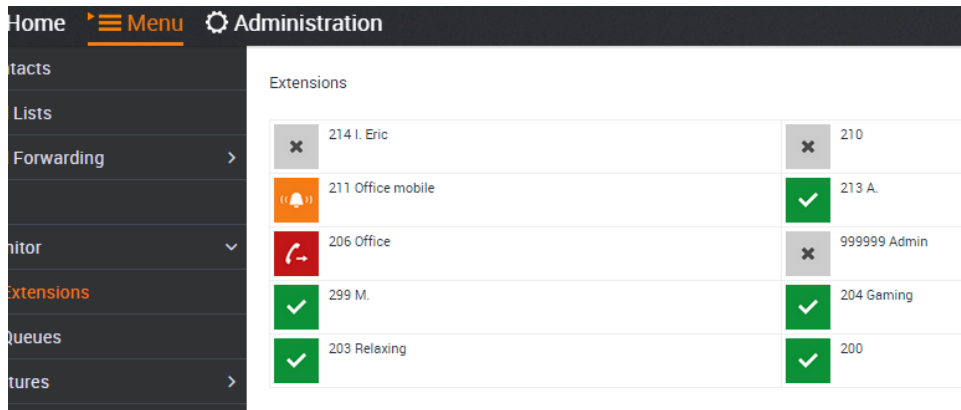 Home Menu Administration
tacts
Lists
Forwarding
nitor
Extensions
Queues
tures
Extensions
214 I. Eric
210
211 Office mobile
213 A.
206 Office
999999 Admin
299 M.
204 Gaming
203 Relaxing
200